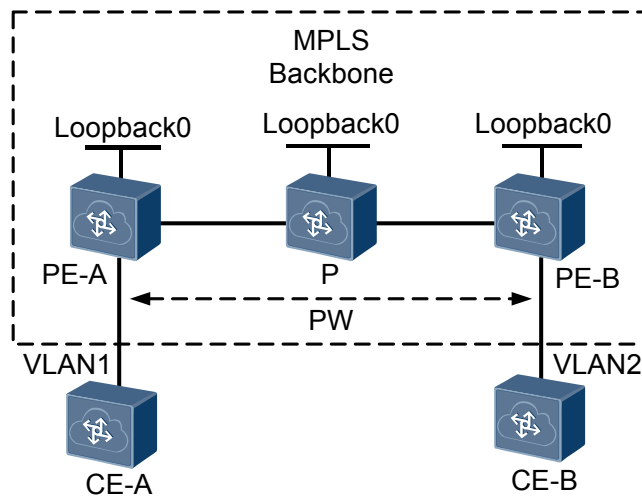 MPLS
Backbone
Loopback0
Loopback0
Loopback0
PE-A
P
PE-B
PW
VLAN1
VLAN2
CE-A
CE-B